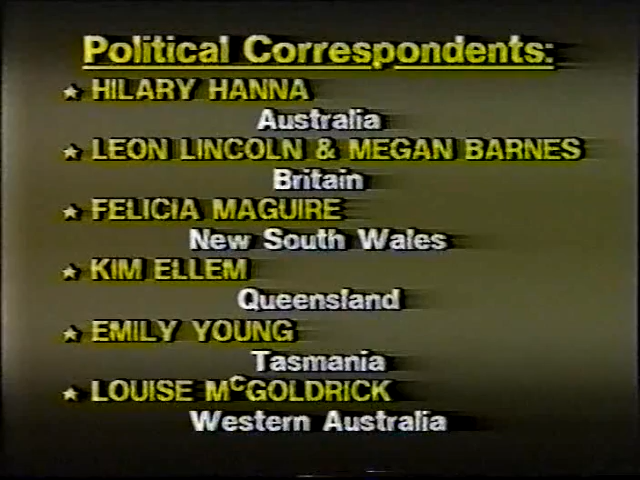 Political Correspondents:
★ HILARY HANNA
Australia
★ LEON LINCOLN & MEGAN BARNES
Britain
★ FELICIA MAGUIRE
New South Wales
★ KIM ELLEM
Queensland
★ EMILY YOUNG
Tasmania
★ LOUISE McGOLDRICK
Western Australia